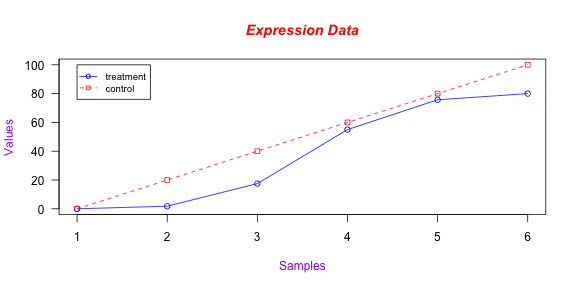 Expression Data
Values
100
80
60
40
20
0
treatment
control
1 2 3 4 5 6
Samples